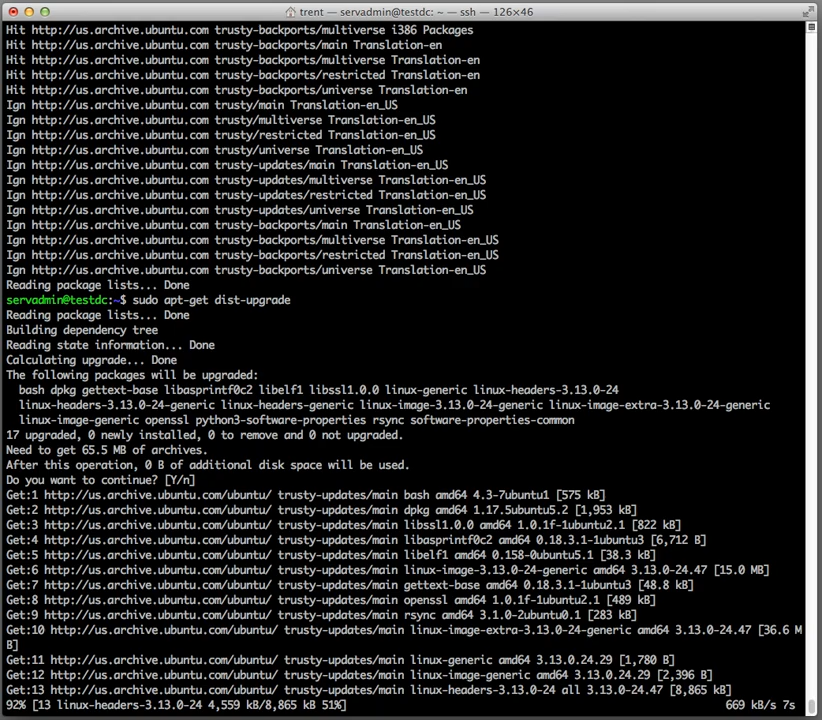 trent — servadmin@testdc: ~ — ssh — 126×46
Hit http://us.archive.ubuntu.com trusty-backports/multiverse i386 Packages
Hit http://us.archive.ubuntu.com trusty-backports/main Translation-en
Hit http://us.archive.ubuntu.com trusty-backports/multiverse Translation-en
Hit http://us.archive.ubuntu.com trusty-backports/restricted Translation-en
Hit http://us.archive.ubuntu.com trusty-backports/universe Translation-en
Ign http://us.archive.ubuntu.com trusty/main Translation-en_US
Ign http://us.archive.ubuntu.com trusty/multiverse Translation-en_US
Ign http://us.archive.ubuntu.com trusty/restricted Translation-en_US
Ign http://us.archive.ubuntu.com trusty/universe Translation-en_US
Ign http://us.archive.ubuntu.com trusty-updates/main Translation-en_US
Ign http://us.archive.ubuntu.com trusty-updates/multiverse Translation-en_US
Ign http://us.archive.ubuntu.com trusty-updates/restricted Translation-en_US
Ign http://us.archive.ubuntu.com trusty-updates/universe Translation-en_US
Ign http://us.archive.ubuntu.com trusty-backports/main Translation-en_US
Ign http://us.archive.ubuntu.com trusty-backports/multiverse Translation-en_US
Ign http://us.archive.ubuntu.com trusty-backports/restricted Translation-en_US
Ign http://us.archive.ubuntu.com trusty-backports/universe Translation-en_US
Reading package lists... Done
servadmin@testdc:~$ sudo apt-get dist-upgrade
Reading package lists... Done
Building dependency tree
Reading state information... Done
Calculating upgrade... Done
The following packages will be upgraded:
bash dpkg gettext-base libasprintf0c2 libelf1 libssl1.0.0 linux-generic linux-headers-3.13.0-24
linux-headers-3.13.0-24-generic linux-headers-generic linux-image-3.13.0-24-generic linux-image-extra-3.13.0-24-generic
linux-image-generic openssl python3-software-properties rsync software-properties-common
17 upgraded, 0 newly installed, 0 to remove and 0 not upgraded.
Need to get 65.5 MB of archives.
After this operation, 0 B of additional disk space will be used.
Do you want to continue? [Y/n]
Get:1 http://us.archive.ubuntu.com/ubuntu/ trusty-updates/main bash amd64 4.3-7ubuntu1 [575 kB]
Get:2 http://us.archive.ubuntu.com/ubuntu/ trusty-updates/main dpkg amd64 1.17.5ubuntu5.2 [1,953 kB]
Get:3 http://us.archive.ubuntu.com/ubuntu/ trusty-updates/main libssl1.0.0 amd64 1.0.1f-1ubuntu2.1 [822 kB]
Get:4 http://us.archive.ubuntu.com/ubuntu/ trusty-updates/main libasprintf0c2 amd64 0.18.3.1-1ubuntu3 [6,712 B]
Get:5 http://us.archive.ubuntu.com/ubuntu/ trusty-updates/main libelf1 amd64 0.158-0ubuntu5.1 [38.3 kB]
Get:6 http://us.archive.ubuntu.com/ubuntu/ trusty-updates/main linux-image-3.13.0-24-generic amd64 3.13.0-24.47 [15.0 MB]
Get:7 http://us.archive.ubuntu.com/ubuntu/ trusty-updates/main gettext-base amd64 0.18.3.1-1ubuntu3 [48.8 kB]
Get:8 http://us.archive.ubuntu.com/ubuntu/ trusty-updates/main openssl amd64 1.0.1f-1ubuntu2.1 [489 kB]
Get:9 http://us.archive.ubuntu.com/ubuntu/ trusty-updates/main rsync amd64 3.1.0-2ubuntu0.1 [283 kB]
Get:10 http://us.archive.ubuntu.com/ubuntu/ trusty-updates/main linux-image-extra-3.13.0-24-generic amd64 3.13.0-24.47 [36.6 M
B]
Get:11 http://us.archive.ubuntu.com/ubuntu/ trusty-updates/main linux-generic amd64 3.13.0.24.29 [1,780 B]
Get:12 http://us.archive.ubuntu.com/ubuntu/ trusty-updates/main linux-image-generic amd64 3.13.0.24.29 [2,396 B]
Get:13 http://us.archive.ubuntu.com/ubuntu/ trusty-updates/main linux-headers-3.13.0-24 all 3.13.0-24.47 [8,865 kB]
92% [13 linux-headers-3.13.0-24 4,559 kB/8,865 kB 51%] 669 kB/s 7s